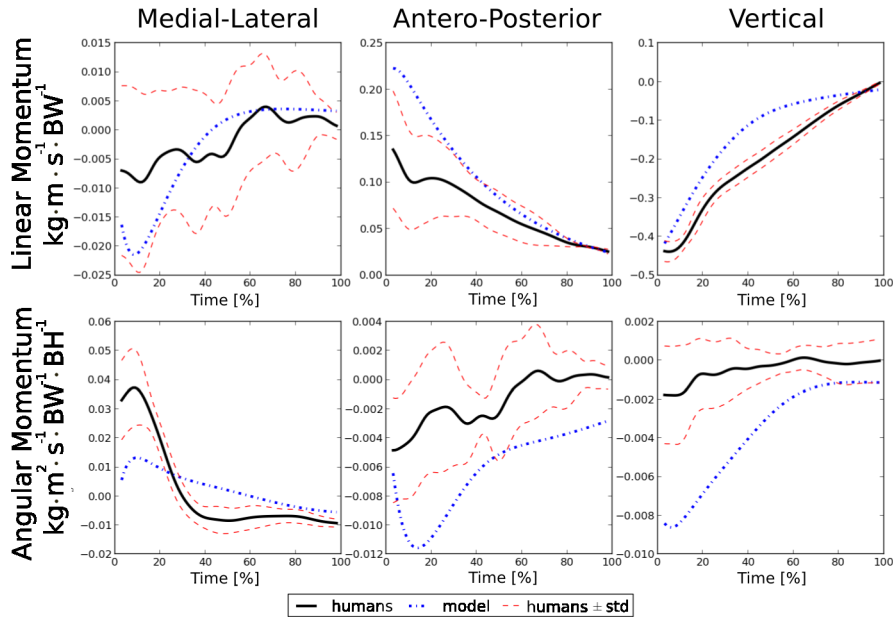 Medial-Lateral Antero-Posterior Vertical
Linear Momentum
kg·m·s⁻¹·BW⁻¹
0.015
0.010
0.005
0.000
−0.005
−0.010
−0.015
−0.020
−0.025
0 20 40 60 80 100
Time [%]
0.25
0.20
0.15
0.10
0.05
0.00
0 20 40 60 80 100
Time [%]
0.0
−0.1
−0.2
−0.3
−0.4
−0.5
0 20 40 60 80 100
Time [%]
Angular Momentum
kg·m²·s⁻¹·BW⁻¹·BH⁻¹
0.06
0.05
0.04
0.03
0.02
0.01
0.00
−0.01
−0.02
0 20 40 60 80 100
Time [%]
0.004
0.002
0.000
−0.002
−0.004
−0.006
−0.008
−0.010
−0.012
0 20 40 60 80 100
Time [%]
0.002
0.000
−0.002
−0.004
−0.006
−0.008
−0.010
0 20 40 60 80 100
Time [%]
humans model humans ± std